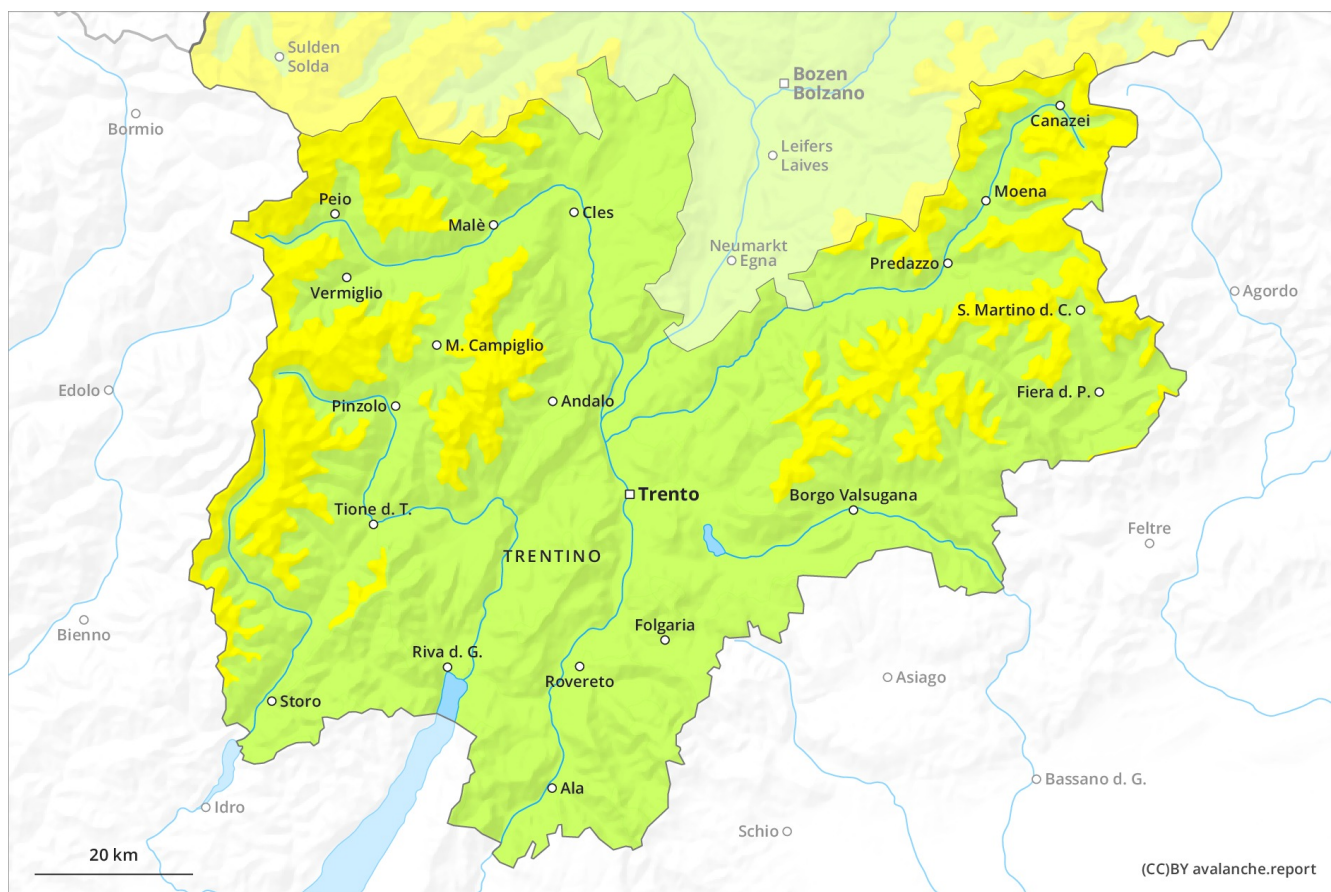 Sulden
Solda
Bozen
Bolzano
Canazei
Bormio
Leifers
Laives
Peio
Moena
Malè
Cles
Neumarkt
Egna
Predazzo
Vermiglio
Agordo
S. Martino d. C.
M. Campiglio
Edolo
Pinzolo
Andalo
Fiera d. P.
Trento
Borgo Valsugana
Tione d. T.
Feltre
TRENTINO
Bienno
Folgaria
Riva d. G.
Rovereto
Asiago
Storo
Bassano d. G.
Ala
Idro
Schio
20 km
(CC)BY avalanche.report